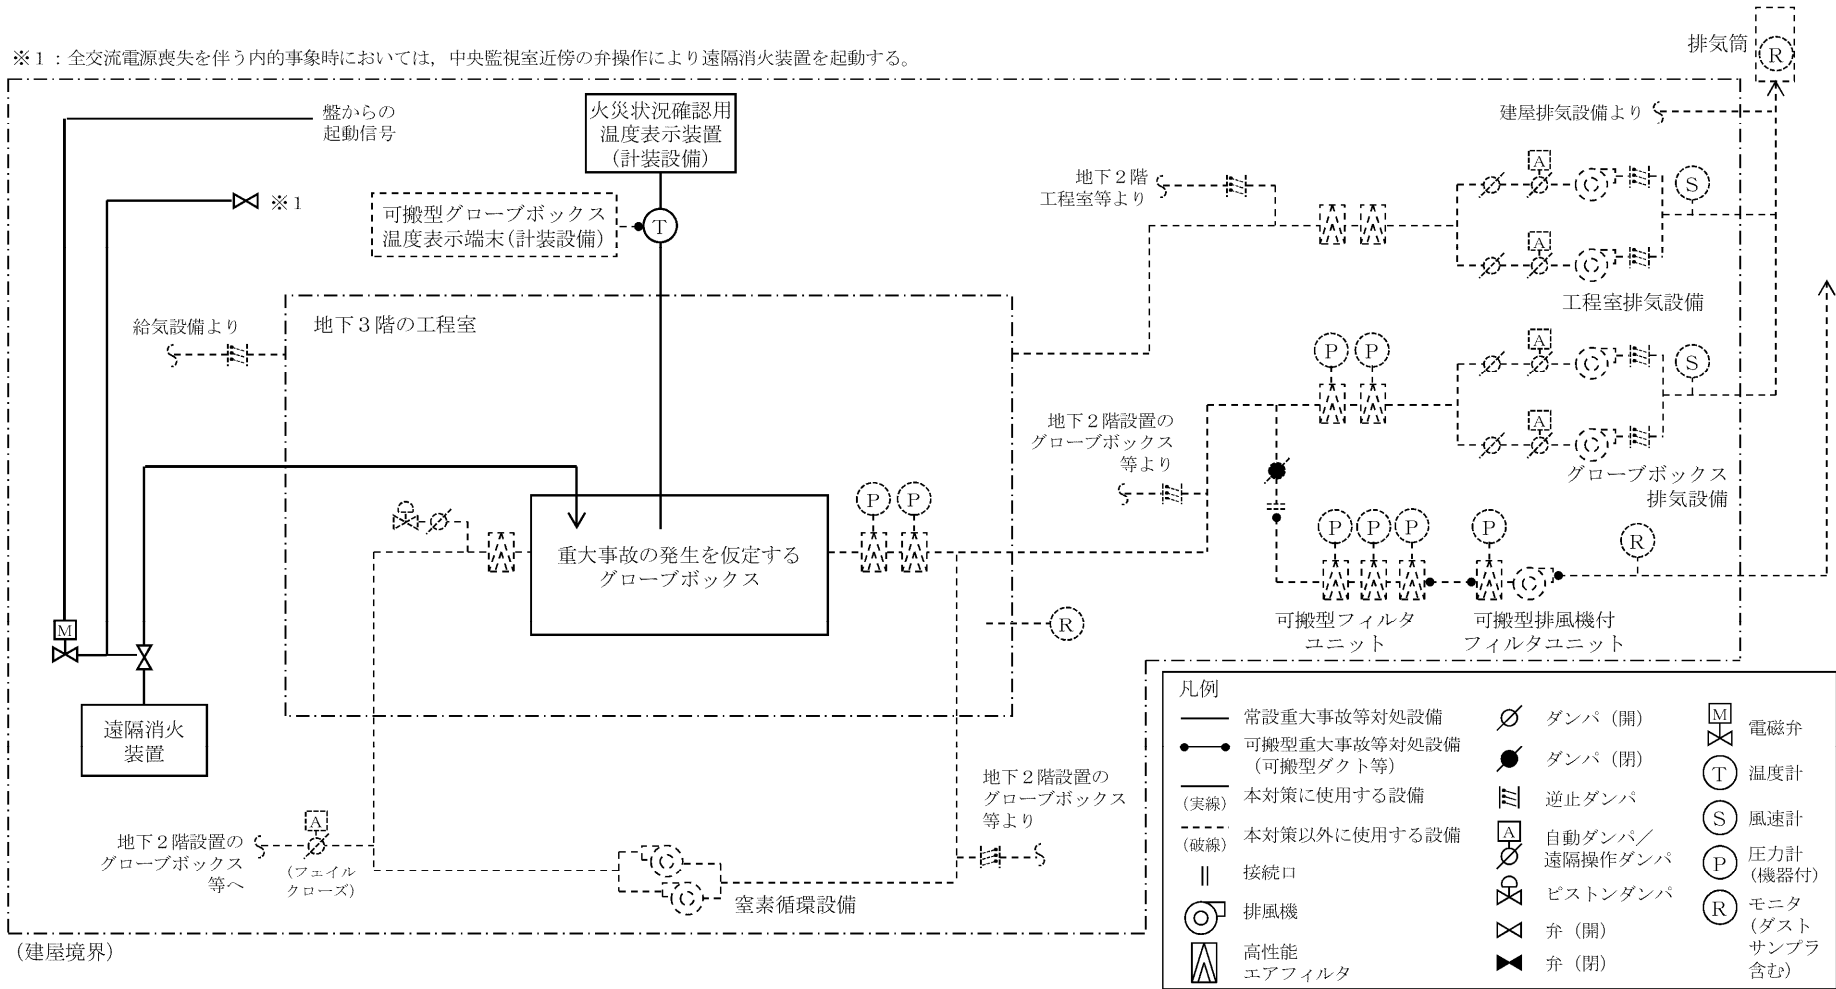 ※１：全交流電源喪失を伴う内的事象時においては，中央監視室近傍の弁操作により遠隔消火装置を起動する。
排気筒
R
盤からの
起動信号
※１
火災状況確認用
温度表示装置
（計装設備）
可搬型グローブボックス
温度表示端末（計装設備）
T
建屋排気設備より
地下２階
工程室等より
A
S
A
工程室排気設備
給気設備より
地下３階の工程室
P
P
A
S
A
グローブボックス
排気設備
地下２階設置の
グローブボックス
等より
P
P
重大事故の発生を仮定する
グローブボックス
P
P
P
P
R
可搬型フィルタ
ユニット
可搬型排風機付
フィルタユニット
R
M
遠隔消火
装置
地下２階設置の
グローブボックス
等へ
A
（フェイル
クローズ）
窒素循環設備
地下２階設置の
グローブボックス
等より
（建屋境界）
凡例
常設重大事故等対処設備
可搬型重大事故等対処設備
（可搬型ダクト等）
（実線）
本対策に使用する設備
（破線）
本対策以外に使用する設備
接続口
排風機
高性能
エアフィルタ
ダンパ（開）
ダンパ（閉）
逆止ダンパ
A
自動ダンパ／
遠隔操作ダンパ
ピストンダンパ
弁（開）
弁（閉）
M
電磁弁
T
温度計
S
風速計
P
圧力計
（機器付）
R
モニタ
（ダスト
サンプラ
含む）